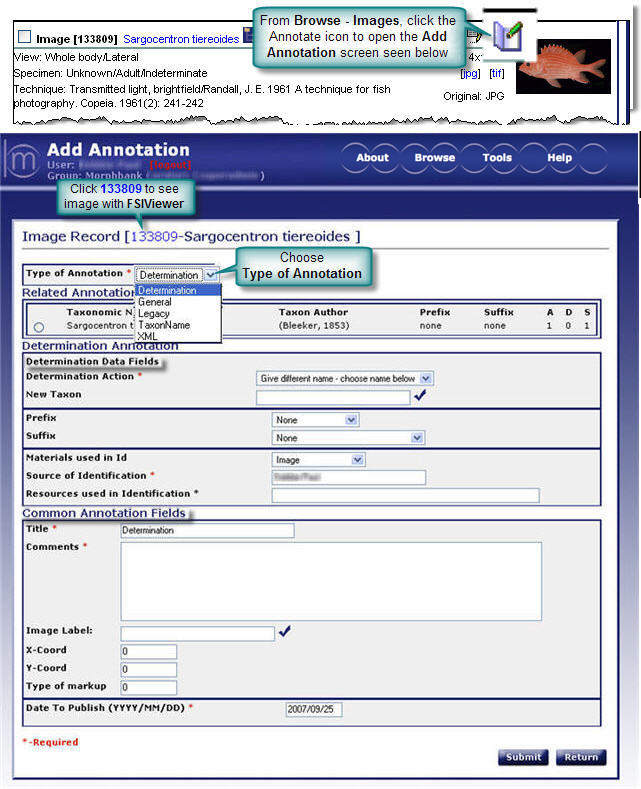 From Browse - Images, click the
Annotate icon to open the Add
Annotation screen seen below
Image [133809] Sargocentron tiereoides
View: Whole body/Lateral
Specimen: Unknown/Adult/Indeterminate
[jpg] [tif]
Technique: Transmitted light, brightfield/Randall, J. E. 1961 A technique for fish
photography. Copeia. 1961(2): 241-242
Original: JPG
m
Add Annotation
User: [logout]
Group: Morphbank
About Browse Tools Help
Click 133809 to see
image with FSIViewer
Image Record [133809-Sargocentron tiereoides ]
Choose
Type of Annotation
Type of Annotation * Determination
Determination
General
Legacy
TaxonName
XML
Related Annotation
Taxonomic N Taxon Author Prefix Suffix A D S
Sargocentron t (Bleeker, 1853) none none 1 0 1
Determination Annotation
Determination Data Fields
Determination Action * Give different name - choose name below
New Taxon
Prefix None
Suffix None
Materials used in Id Image
Source of Identification *
Resources used in Identification *
Common Annotation Fields
Title * Determination
Comments *
Image Label:
X-Coord 0
Y-Coord 0
Type of markup 0
Date To Publish (YYYY/MM/DD) * 2007/09/25
*-Required
Submit Return